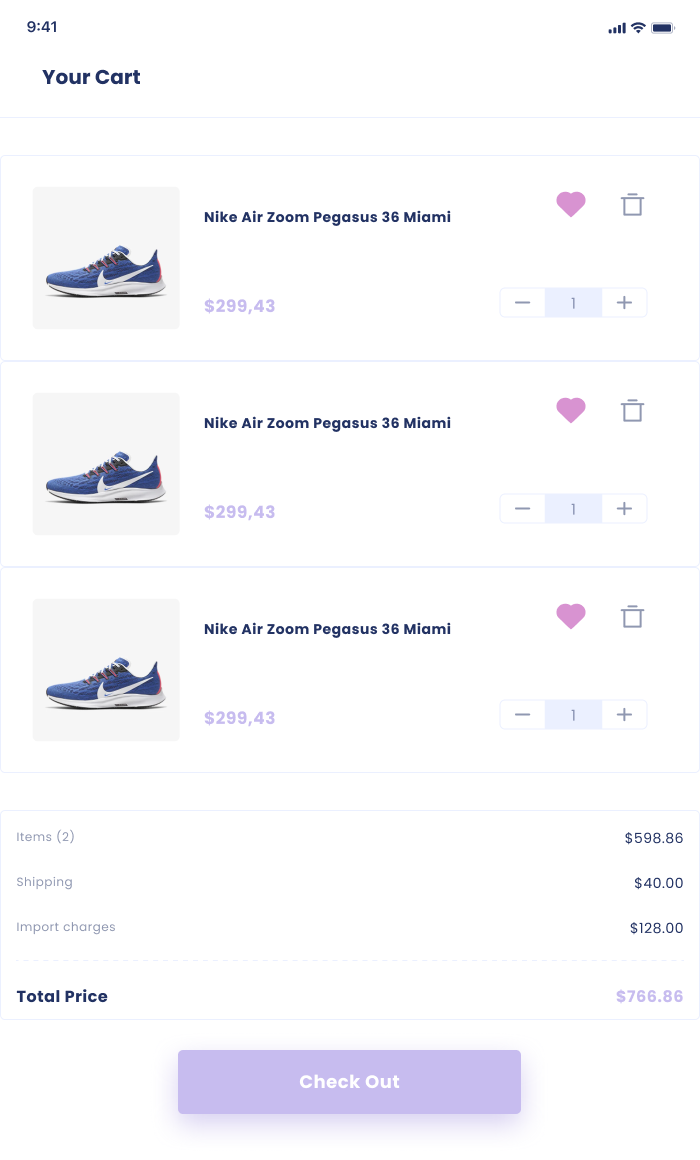 9:41
Your Cart
Nike Air Zoom Pegasus 36 Miami
$299,43
1
Nike Air Zoom Pegasus 36 Miami
$299,43
1
Nike Air Zoom Pegasus 36 Miami
$299,43
1
Items (2) $598.86
Shipping $40.00
Import charges $128.00
Total Price $766.86
Check Out